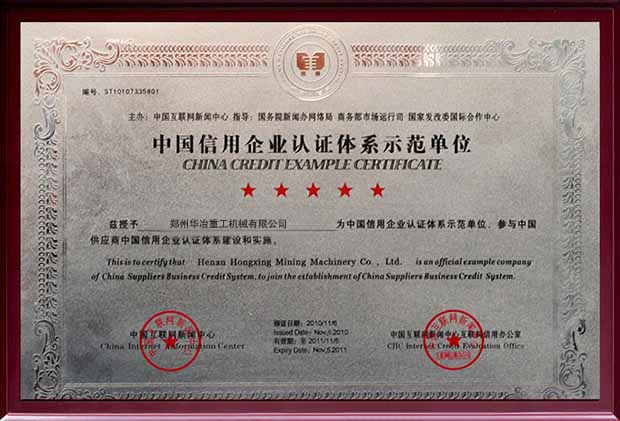 编号：ST10107335801
主办：中国互联网新闻中心 指导：国务院新闻办网络局 商务部市场运行司 国家发改委国际合作中心
中国信用企业认证体系示范单位
CHINA CREDIT EXAMPLE CERTIFICATE
兹授予 郑州华冶重工机械有限公司 为中国信用企业认证体系示范单位、参与中国
供应商中国信用企业认证体系建设和实施。
This is to certify that Henan Hongxing Mining Machinery Co., Ltd. is an official example company
of China Suppliers Business Credit System, to join the establishment of China Suppliers Business Credit System.
中国互联网新闻中心
China Internet Information Center
颁证日期：2010/11/6
Issued Date: Nov,6,2010
有效期：至 2011/11/5
Expiry Date: Nov,5,2011
中国互联网新闻中心互联网信用办公室
CIIC Internet Credit Evaluation Office